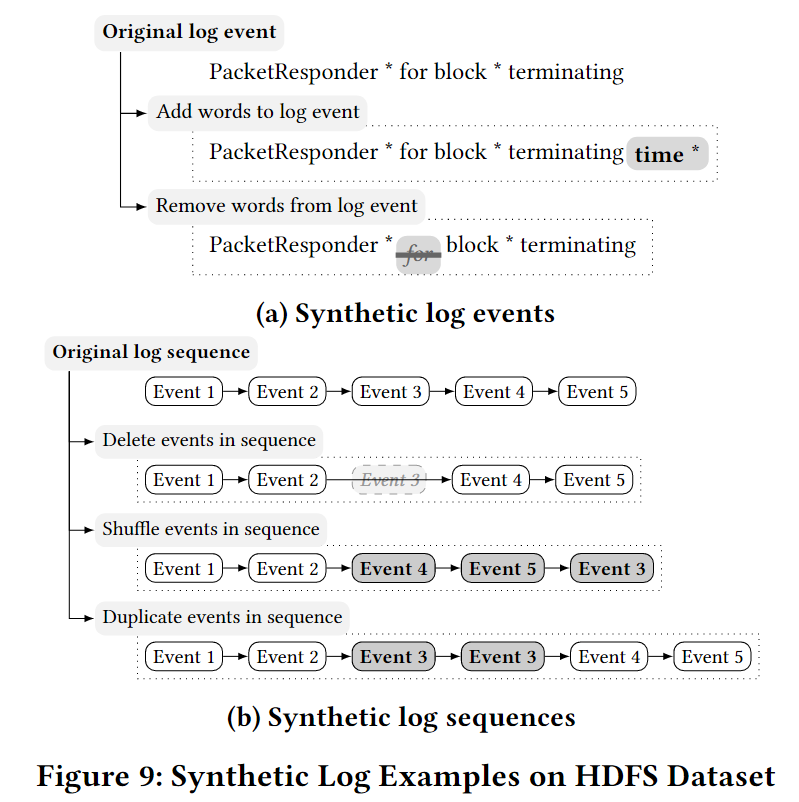 Original log event
PacketResponder * for block * terminating
Add words to log event
PacketResponder * for block * terminating time *
Remove words from log event
PacketResponder * for block * terminating
(a) Synthetic log events
Original log sequence
Event 1 Event 2 Event 3 Event 4 Event 5
Delete events in sequence
Event 1 Event 2 Event 3 Event 4 Event 5
Shuffle events in sequence
Event 1 Event 2 Event 4 Event 5 Event 3
Duplicate events in sequence
Event 1 Event 2 Event 3 Event 3 Event 4 Event 5
(b) Synthetic log sequences
Figure 9: Synthetic Log Examples on HDFS Dataset